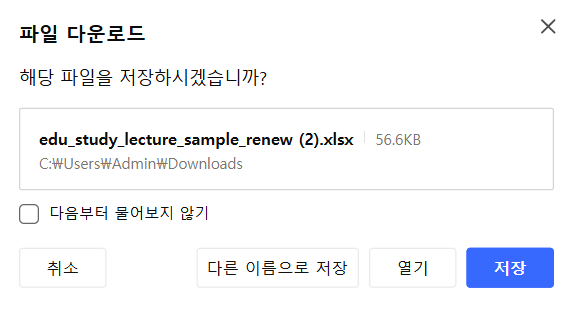 파일 다운로드
해당 파일을 저장하시겠습니까?
edu_study_lecture_sample_renew (2).xlsx 56.6KB
C:₩Users₩Admin₩Downloads
다음부터 물어보지 않기
취소 다른 이름으로 저장 열기 저장